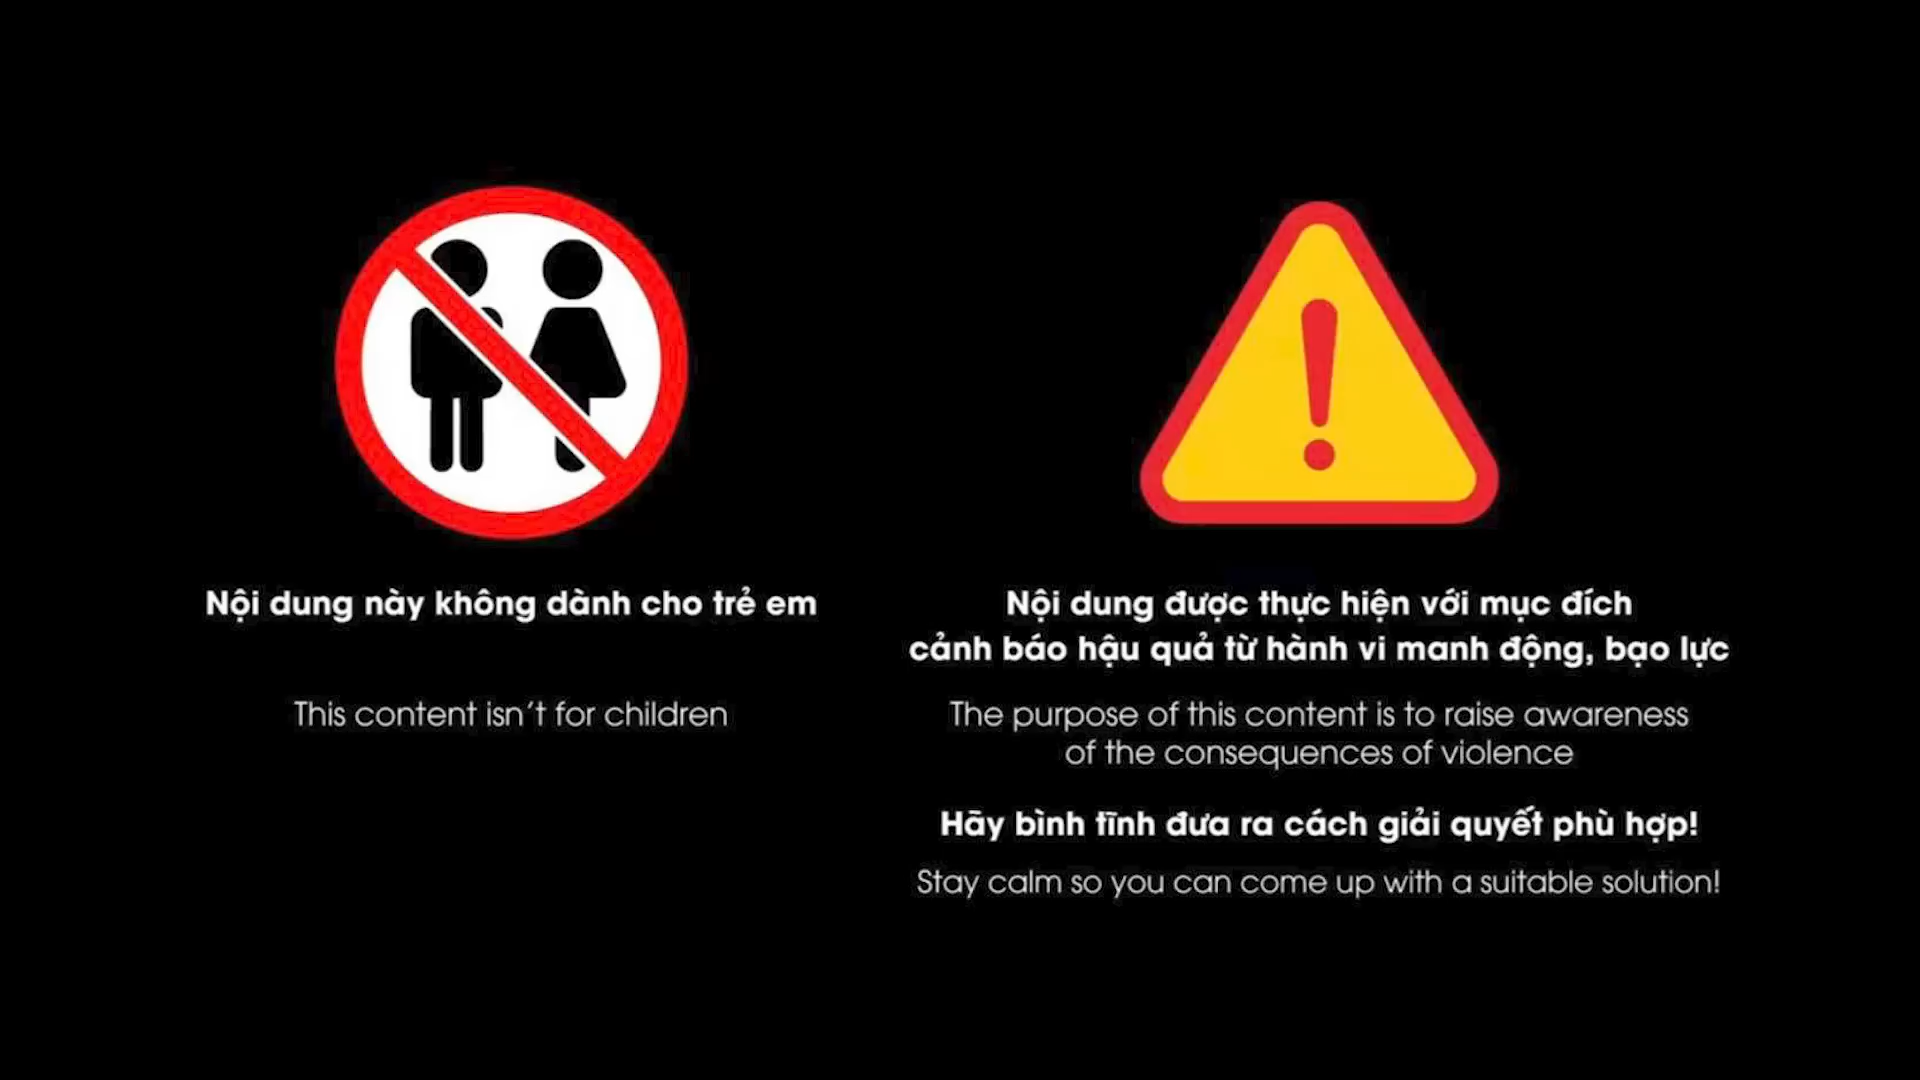 Nội dung này không dành cho trẻ em
This content isn't for children
Nội dung được thực hiện với mục đích
cảnh báo hậu quả từ hành vi manh động, bạo lực
The purpose of this content is to raise awareness
of the consequences of violence
Hãy bình tĩnh đưa ra cách giải quyết phù hợp!
Stay calm so you can come up with a suitable solution!